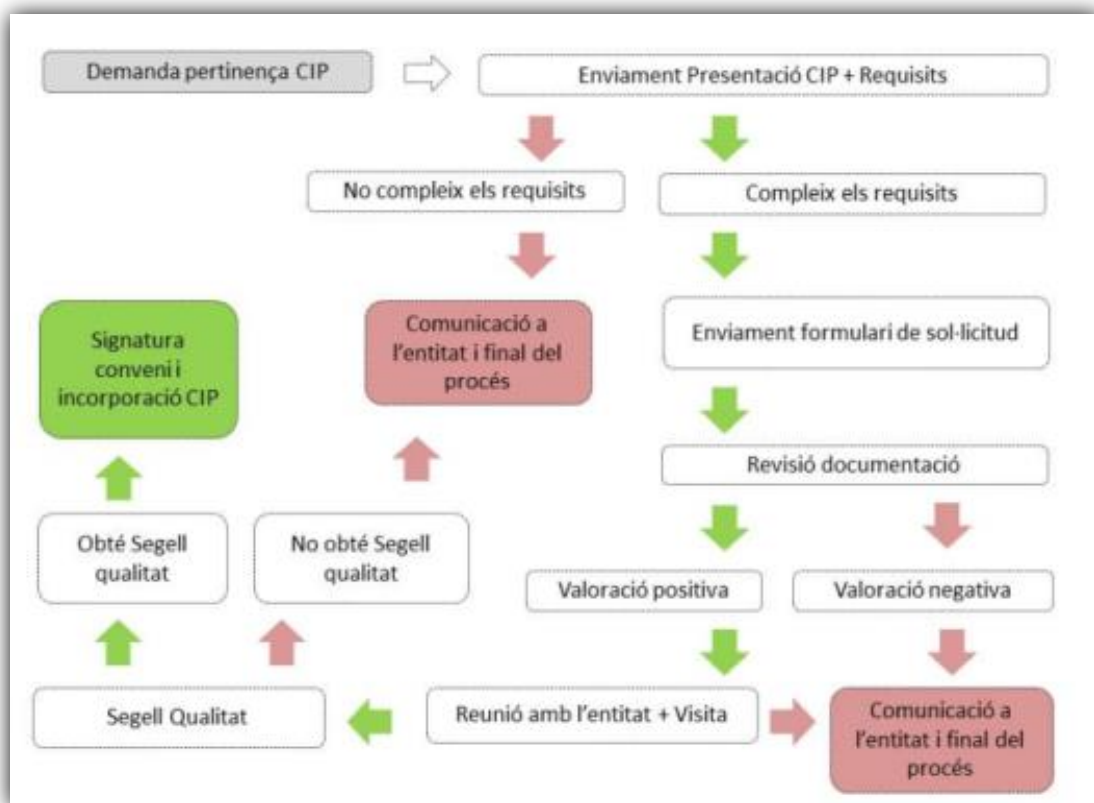 Demanda pertinença CIP
Enviament Presentació CIP + Requisits
No compleix els requisits
Compleix els requisits
Signatura
conveni i
incorporació CIP
Comunicació a
l'entitat i final del
procés
Enviament formulari de sol·licitud
Revisió documentació
Obté Segell
qualitat
No obté Segell
qualitat
Valoració positiva
Valoració negativa
Segell Qualitat
Reunió amb l'entitat + Visita
Comunicació a
l'entitat i final del
procés